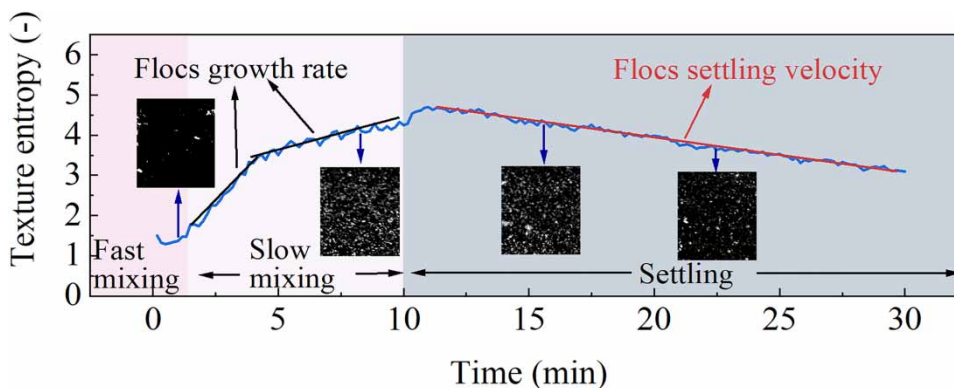 Texture entropy (-)
6
5
4
3
2
1
0
Flocs growth rate
Flocs settling velocity
Fast
mixing
Slow
mixing
Settling
0 5 10 15 20 25 30
Time (min)